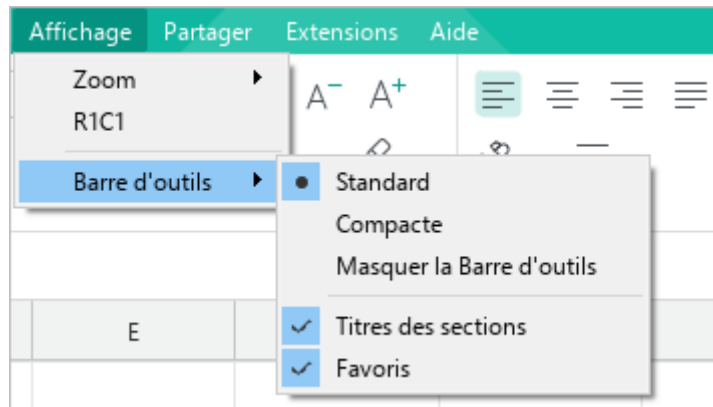 Affichage Partager Extensions Aide
Zoom
R1C1
A⁻ A⁺
Barre d'outils
Standard
Compacte
Masquer la Barre d'outils
Titres des sections
Favoris
E